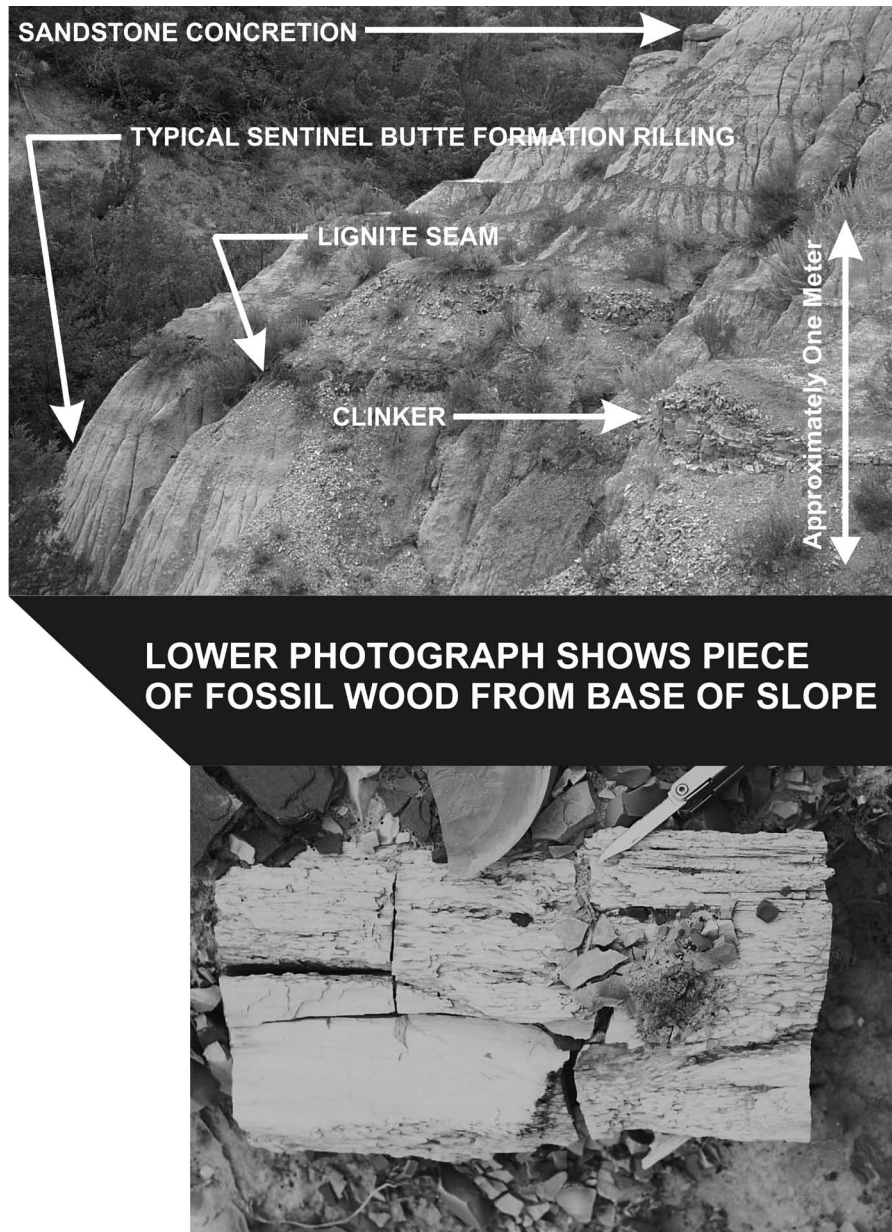 SANDSTONE CONCRETION
TYPICAL SENTINEL BUTTE FORMATION RILLING
LIGNITE SEAM
CLINKER
Approximately One Meter
LOWER PHOTOGRAPH SHOWS PIECE
OF FOSSIL WOOD FROM BASE OF SLOPE